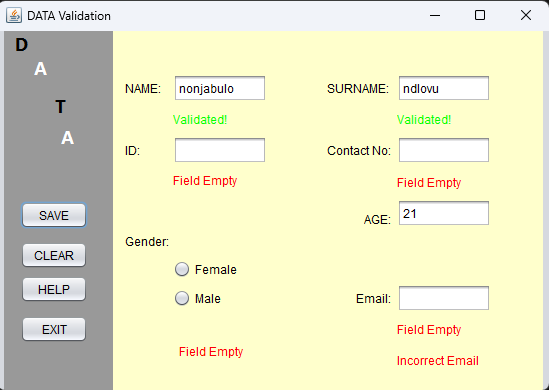 DATA Validation
D
A
T
A
NAME: nonjabulo SURNAME: ndlovu
Validated! Validated!
ID: Contact No:
Field Empty Field Empty
SAVE AGE: 21
Gender:
CLEAR
Female
HELP
Male Email:
EXIT Field Empty
Field Empty
Incorrect Email